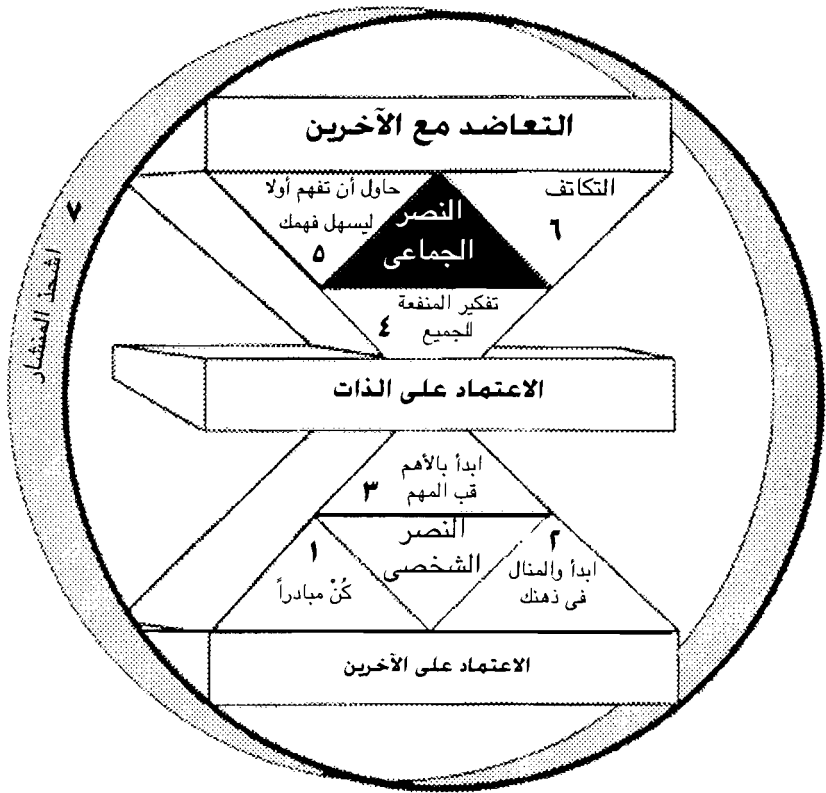 التعاضد مع الآخرين
التكاتف
٦
النصر
الجماعى
حاول أن تفهم أولا
ليسهل فهمك
٥
تفكير المنفعة
للجميع
٤
الاعتماد على الذات
ابدأ بالأهم
قب المهم
٣
النصر
الشخصى
٢
ابدأ والمنال
فى ذهنك
١
كُنْ مبادراً
الاعتماد على الآخرين
٧
اشحذ المنشار